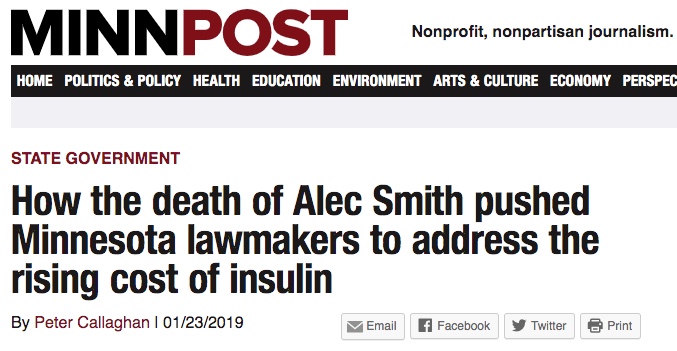 MINNPOST
Nonprofit, nonpartisan journalism.
HOME POLITICS & POLICY HEALTH EDUCATION ENVIRONMENT ARTS & CULTURE ECONOMY PERSPEC
STATE GOVERNMENT
How the death of Alec Smith pushed
Minnesota lawmakers to address the
rising cost of insulin
By Peter Callaghan | 01/23/2019
Email Facebook Twitter Print